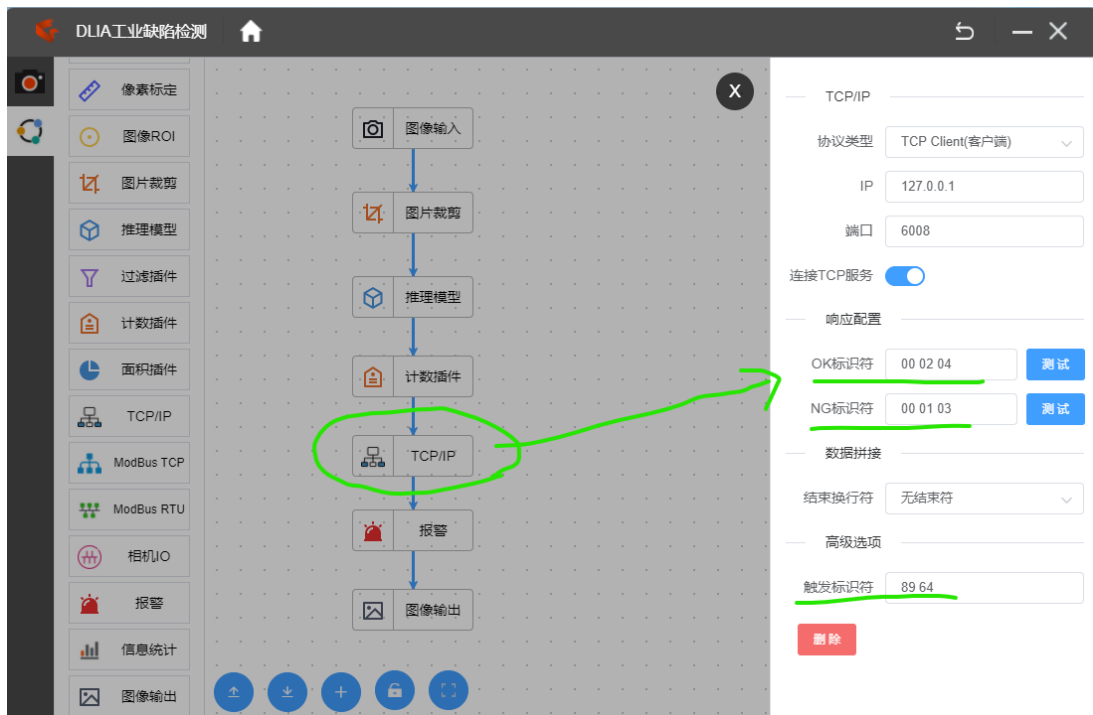 DLIA工业缺陷检测
像素标定
图像ROI
图片裁剪
推理模型
过滤插件
计数插件
面积插件
TCP/IP
ModBus TCP
ModBus RTU
相机IO
报警
信息统计
图像输出
图像输入
图片裁剪
推理模型
计数插件
TCP/IP
报警
图像输出
X
TCP/IP
协议类型 TCP Client(客户端)
IP 127.0.0.1
端口 6008
连接TCP服务
响应配置
OK标识符 00 02 04 测试
NG标识符 00 01 03 测试
数据拼接
结束换行符 无结束符
高级选项
触发标识符 89 64
删除